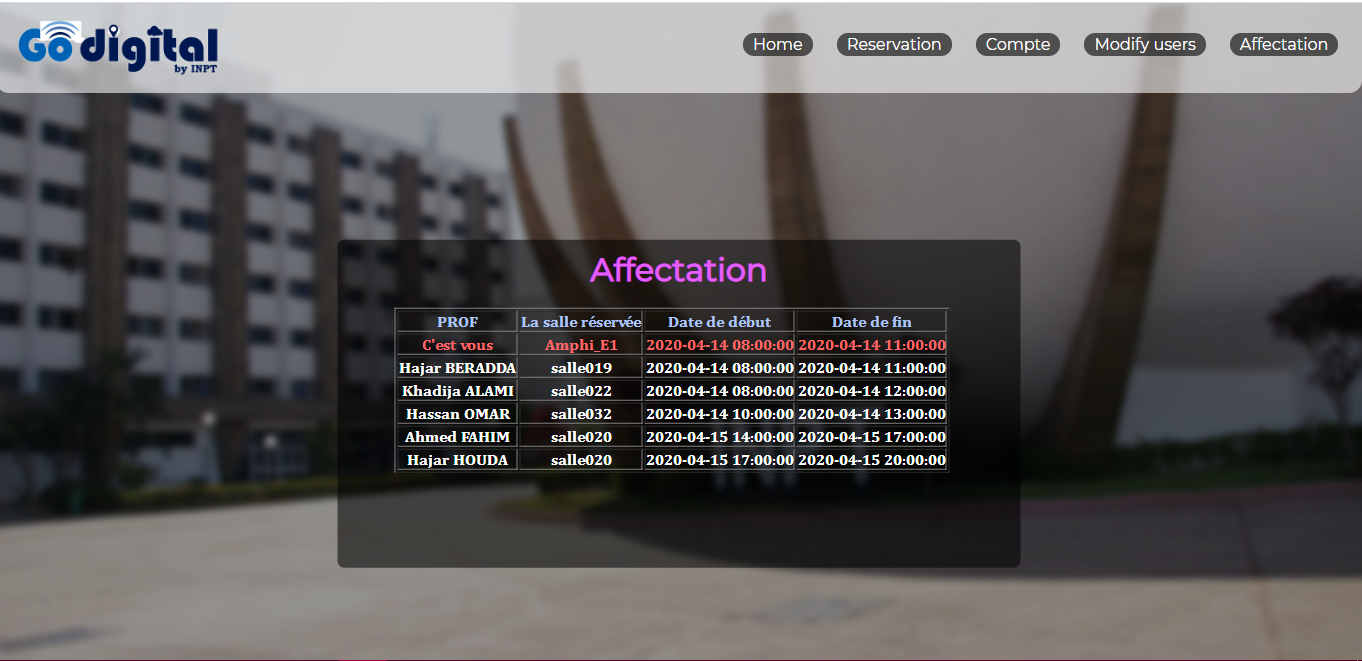 Go digital
by INPT
Home Reservation Compte Modify users Affectation
Affectation
PROF La salle réservée Date de début Date de fin
C'est vous Amphi_E1 2020-04-14 08:00:00 2020-04-14 11:00:00
Hajar BERADDA salle019 2020-04-14 08:00:00 2020-04-14 11:00:00
Khadija ALAMI salle022 2020-04-14 08:00:00 2020-04-14 12:00:00
Hassan OMAR salle032 2020-04-14 10:00:00 2020-04-14 13:00:00
Ahmed FAHIM salle020 2020-04-15 14:00:00 2020-04-15 17:00:00
Hajar HOUDA salle020 2020-04-15 17:00:00 2020-04-15 20:00:00